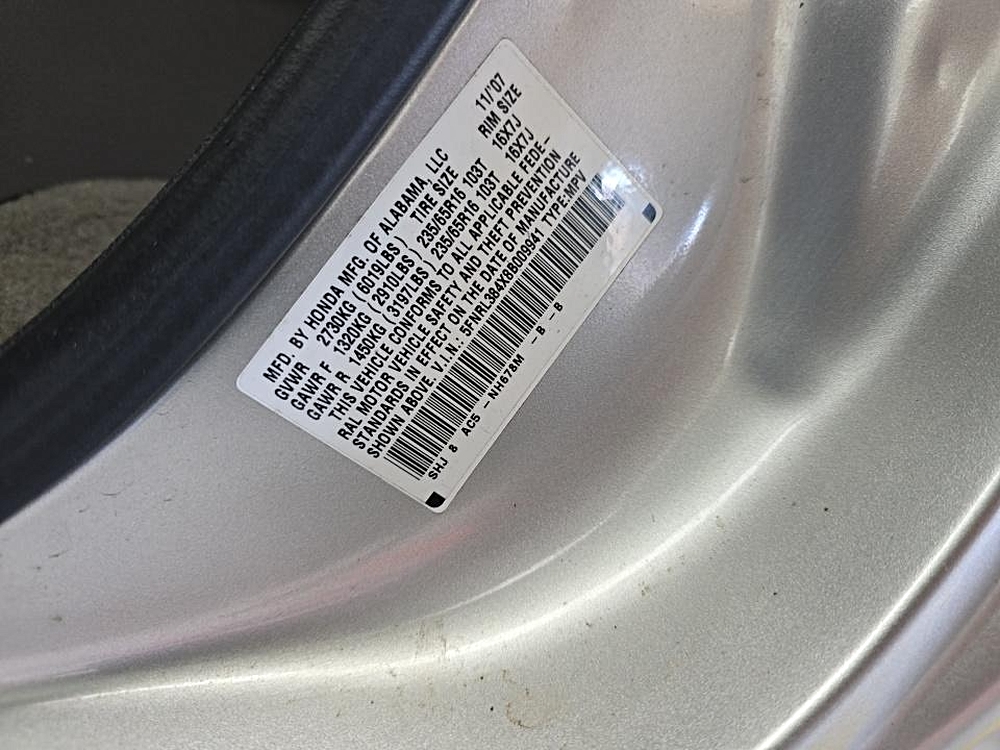 MFD. BY HONDA MFG. OF ALABAMA, LLC 11/'07
GVWR 2730KG (6019LBS) TIRE SIZE RIM SIZE
GAWR F 1320KG (2910LBS) 235/65R16 103T 16X7J
GAWR R 1450KG (3197LBS) 235/65R16 103T 16X7J
THIS VEHICLE CONFORMS TO ALL APPLICABLE FEDE-
RAL MOTOR VEHICLE SAFETY AND THEFT PREVENTION
STANDARDS IN EFFECT ON THE DATE OF MANUFACTURE
SHOWN ABOVE. V.I.N.: 5FNRL38428B009941 TYPE:MPV
SHJ 8 AC5 -NH678M -B -B